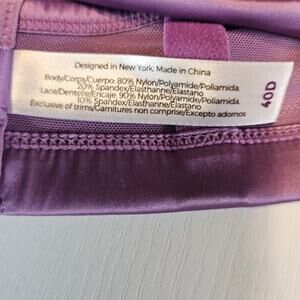 Designed in New York, Made in China
Body/Corps/Cuerpo: 80% Nylon/Polyamide/Poliamida.
20% Spandex/Elasthanne/Elastano
Lace/Dentelle/Encaje: 90% Nylon/Polyamide/Poliamida.
10% Spandex/Elasthanne/Elastano
Exclusive of trims/Garnitures non comprise/Excepto adornos
40D